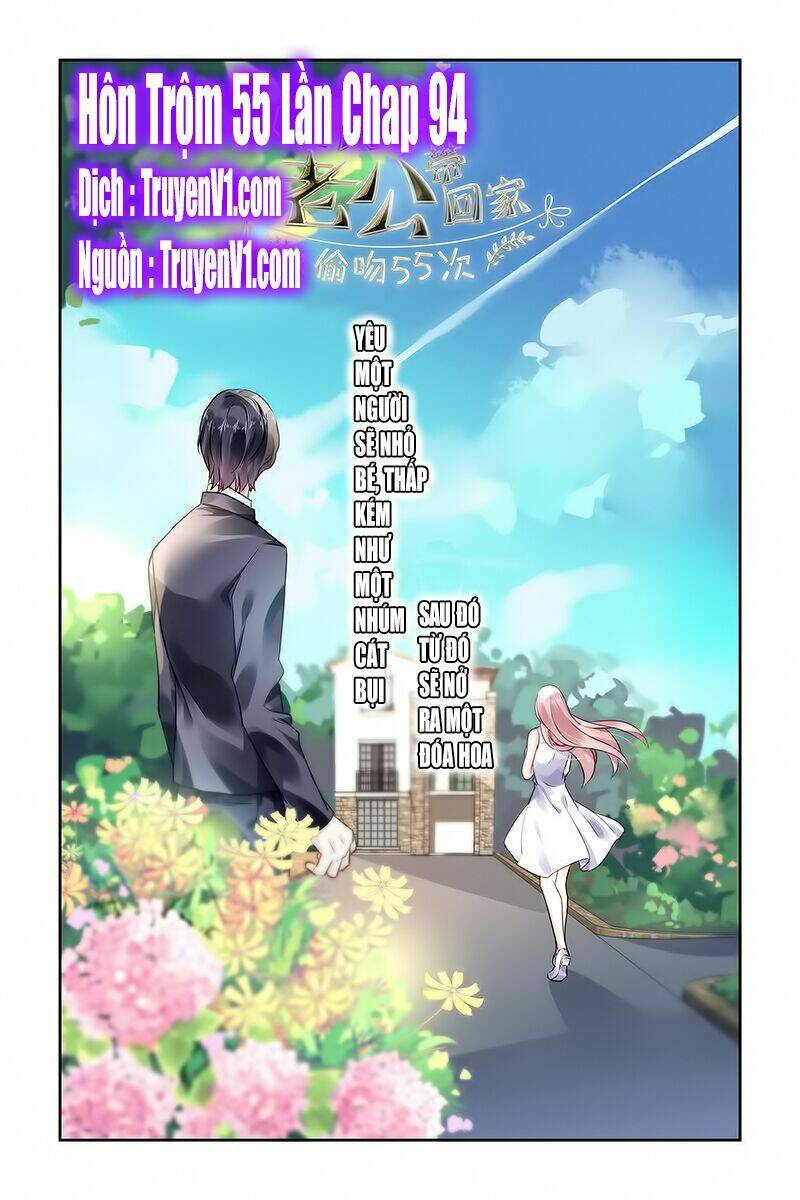 Hôn Trộm 55 Lần Chap 94
Dịch : TruyenV1.com
Nguồn : TruyenV1.com
老公带回家
偷吻55次
YÊU
MỘT
NGƯỜI
SẼ NHỎ
BÉ, THẤP
KÉM
NHƯ
MỘT
NHÚM
CÁT
BỤI
SAU ĐÓ
TỪ ĐÓ
SẼ NỞ
RA MỘT
ĐÓA HOA